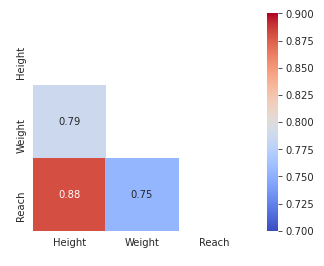 Height
Weight
Reach
0.79
0.88
0.75
Height
Weight
Reach
0.900
0.875
0.850
0.825
0.800
0.775
0.750
0.725
0.700